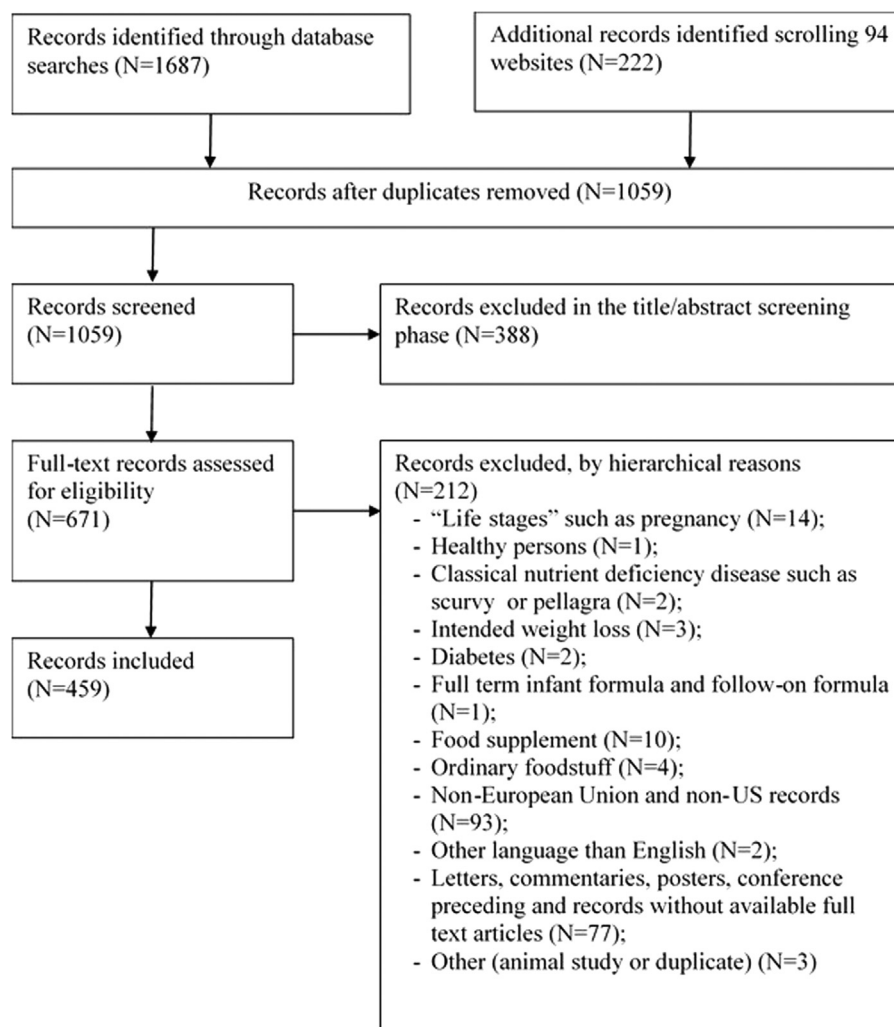 Records identified through database
searches (N=1687)
Additional records identified scrolling 94
websites (N=222)
Records after duplicates removed (N=1059)
Records screened
(N=1059)
Records excluded in the title/abstract screening
phase (N=388)
Full-text records assessed
for eligibility
(N=671)
Records excluded, by hierarchical reasons
(N=212)
- “Life stages” such as pregnancy (N=14);
- Healthy persons (N=1);
- Classical nutrient deficiency disease such as
scurvy or pellagra (N=2);
- Intended weight loss (N=3);
- Diabetes (N=2);
- Full term infant formula and follow-on formula
(N=1);
- Food supplement (N=10);
- Ordinary foodstuff (N=4);
- Non-European Union and non-US records
(N=93);
- Other language than English (N=2);
- Letters, commentaries, posters, conference
preceding and records without available full
text articles (N=77);
- Other (animal study or duplicate) (N=3)
Records included
(N=459)